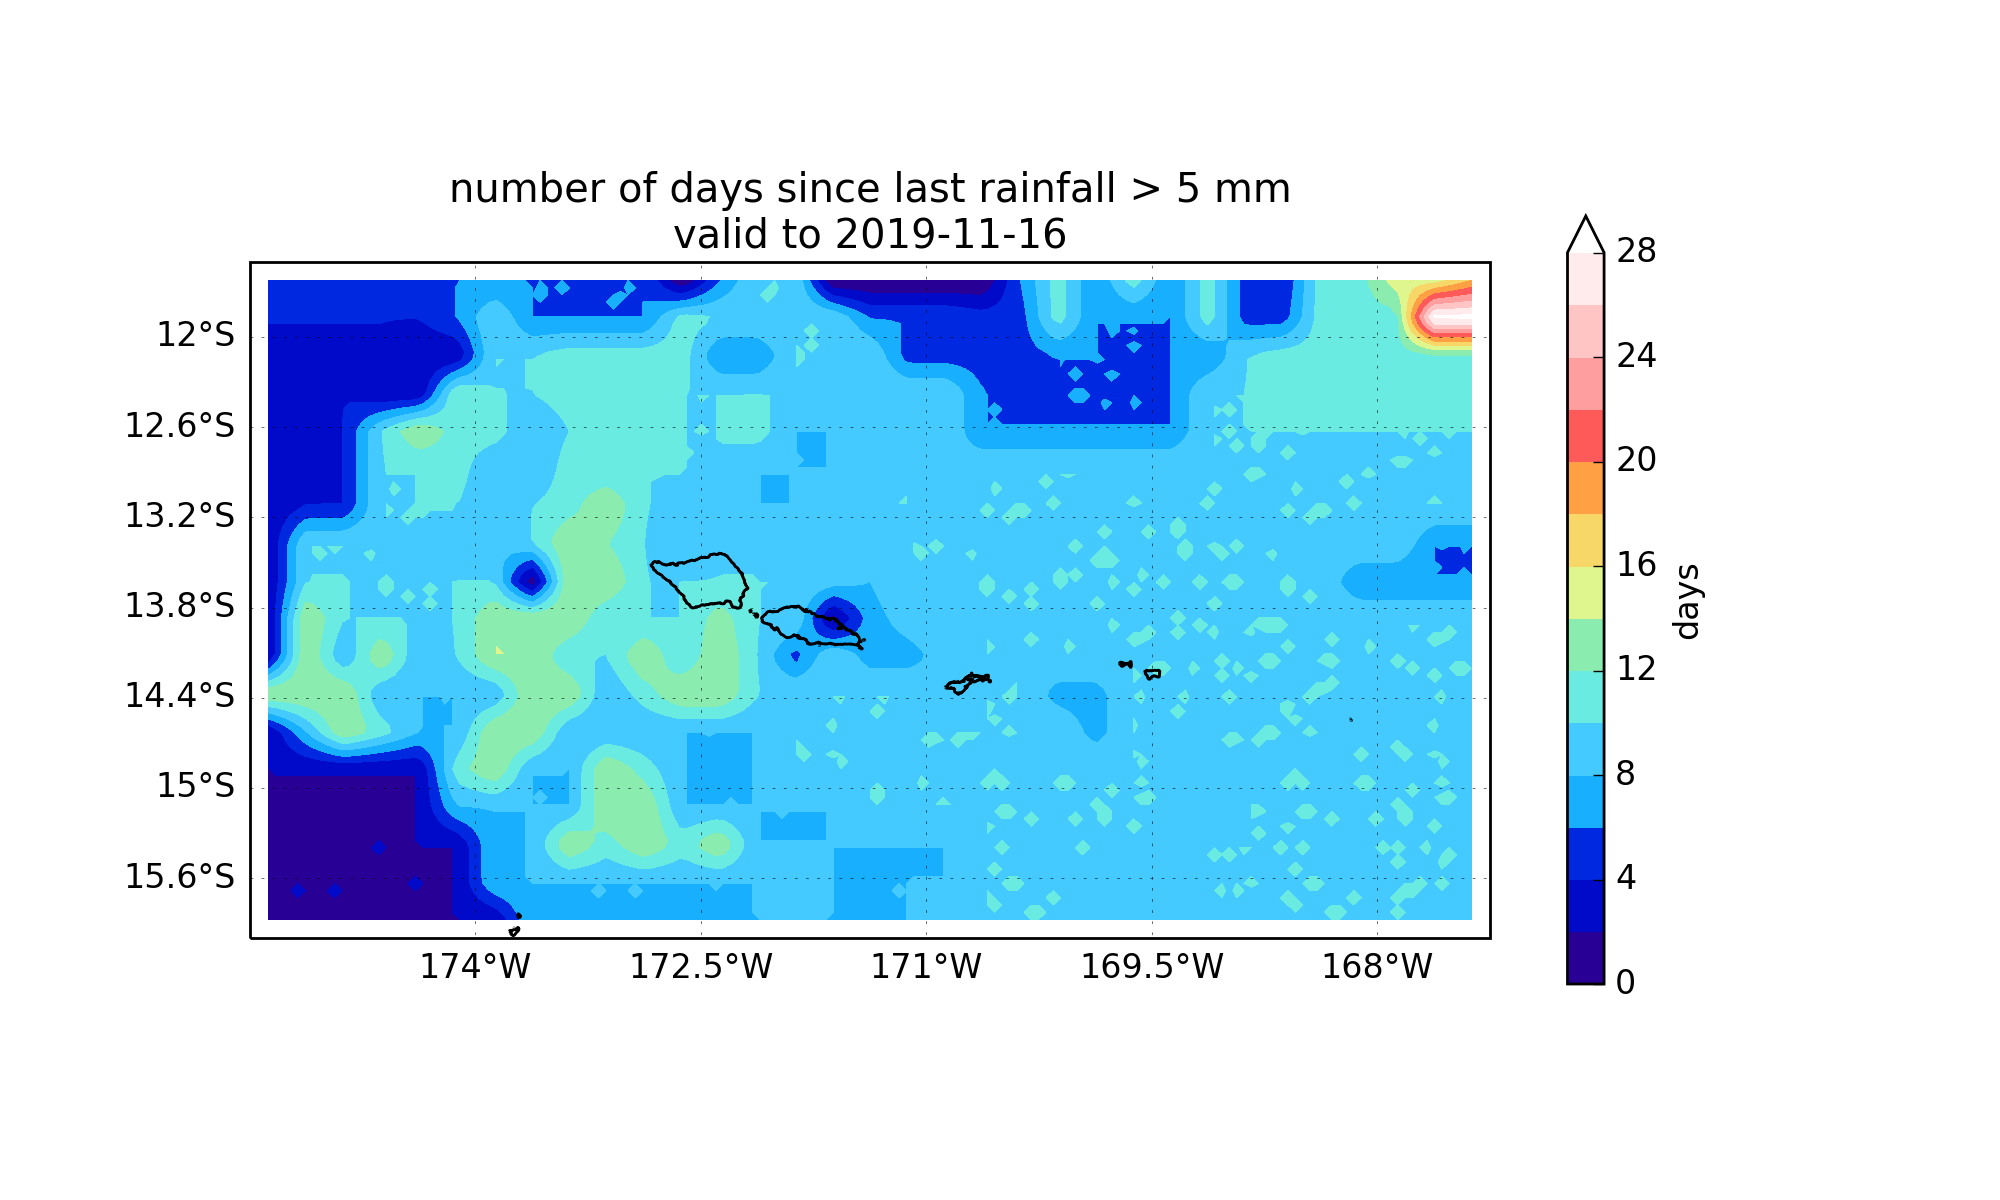 number of days since last rainfall > 5 mm
valid to 2019-11-16
12°S
12.6°S
13.2°S
13.8°S
14.4°S
15°S
15.6°S
174°W
172.5°W
171°W
169.5°W
168°W
28
24
20
16
12
8
4
0
days